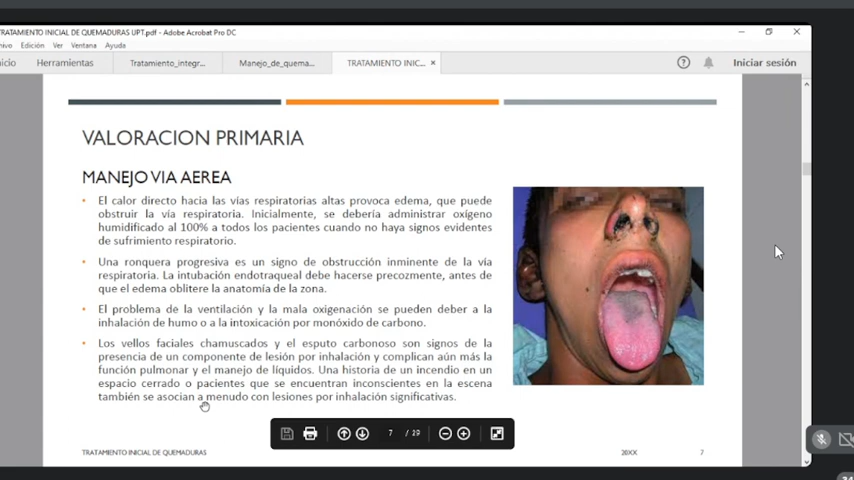 TRATAMIENTO INICIAL DE QUEMADURAS UPT.pdf - Adobe Acrobat Pro DC
Edición Ver Ventana Ayuda
Herramientas Tratamiento_integr... Manejo_de_quema... TRATAMIENTO INIC... × Iniciar sesión
VALORACION PRIMARIA
MANEJO VIA AEREA
• El calor directo hacia las vías respiratorias altas provoca edema, que puede
obstruir la vía respiratoria. Inicialmente, se debería administrar oxígeno
humidificado al 100% a todos los pacientes cuando no haya signos evidentes
de sufrimiento respiratorio.
• Una ronquera progresiva es un signo de obstrucción inminente de la vía
respiratoria. La intubación endotraqueal debe hacerse precozmente, antes de
que el edema oblitere la anatomía de la zona.
• El problema de la ventilación y la mala oxigenación se pueden deber a la
inhalación de humo o a la intoxicación por monóxido de carbono.
• Los vellos faciales chamuscados y el esputo carbonoso son signos de la
presencia de un componente de lesión por inhalación y complican aún más la
función pulmonar y el manejo de líquidos. Una historia de un incendio en un
espacio cerrado o pacientes que se encuentran inconscientes en la escena
también se asocian a menudo con lesiones por inhalación significativas.
7 / 29
TRATAMIENTO INICIAL DE QUEMADURAS 20XX 7